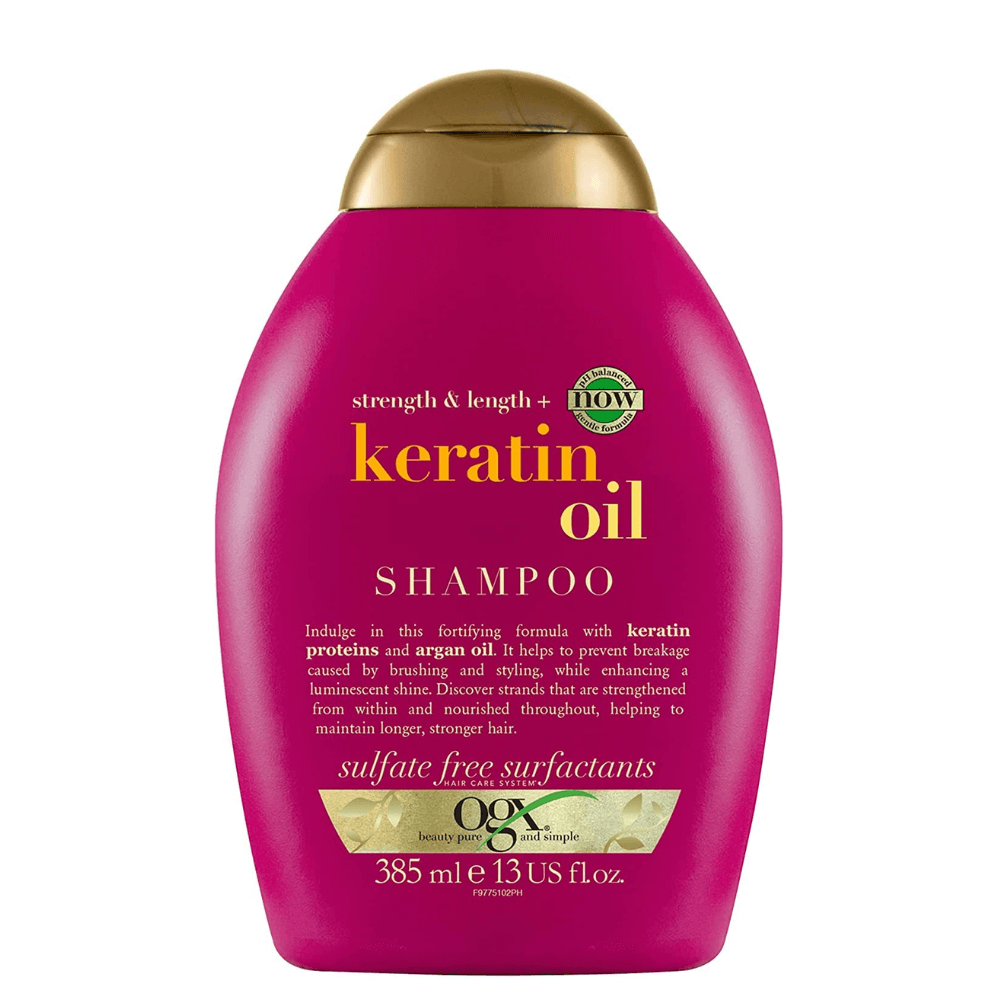 strength & length +
pH balanced
now
gentle formula
keratin
oil
SHAMPOO
Indulge in this fortifying formula with keratin
proteins and argan oil. It helps to prevent breakage
caused by brushing and styling, while enhancing a
luminescent shine. Discover strands that are strengthened
from within and nourished throughout, helping to
maintain longer, stronger hair.
sulfate free surfactants
HAIR CARE SYSTEM
ogx®
beauty pure and simple
385 ml e 13 US fl.oz.
F9775102PH